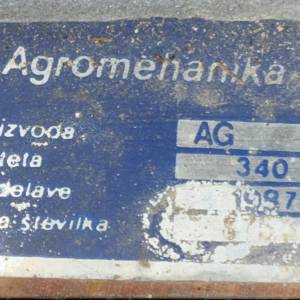 Agromehanika
izvoda AG
teta 340
delave 1987
a številka